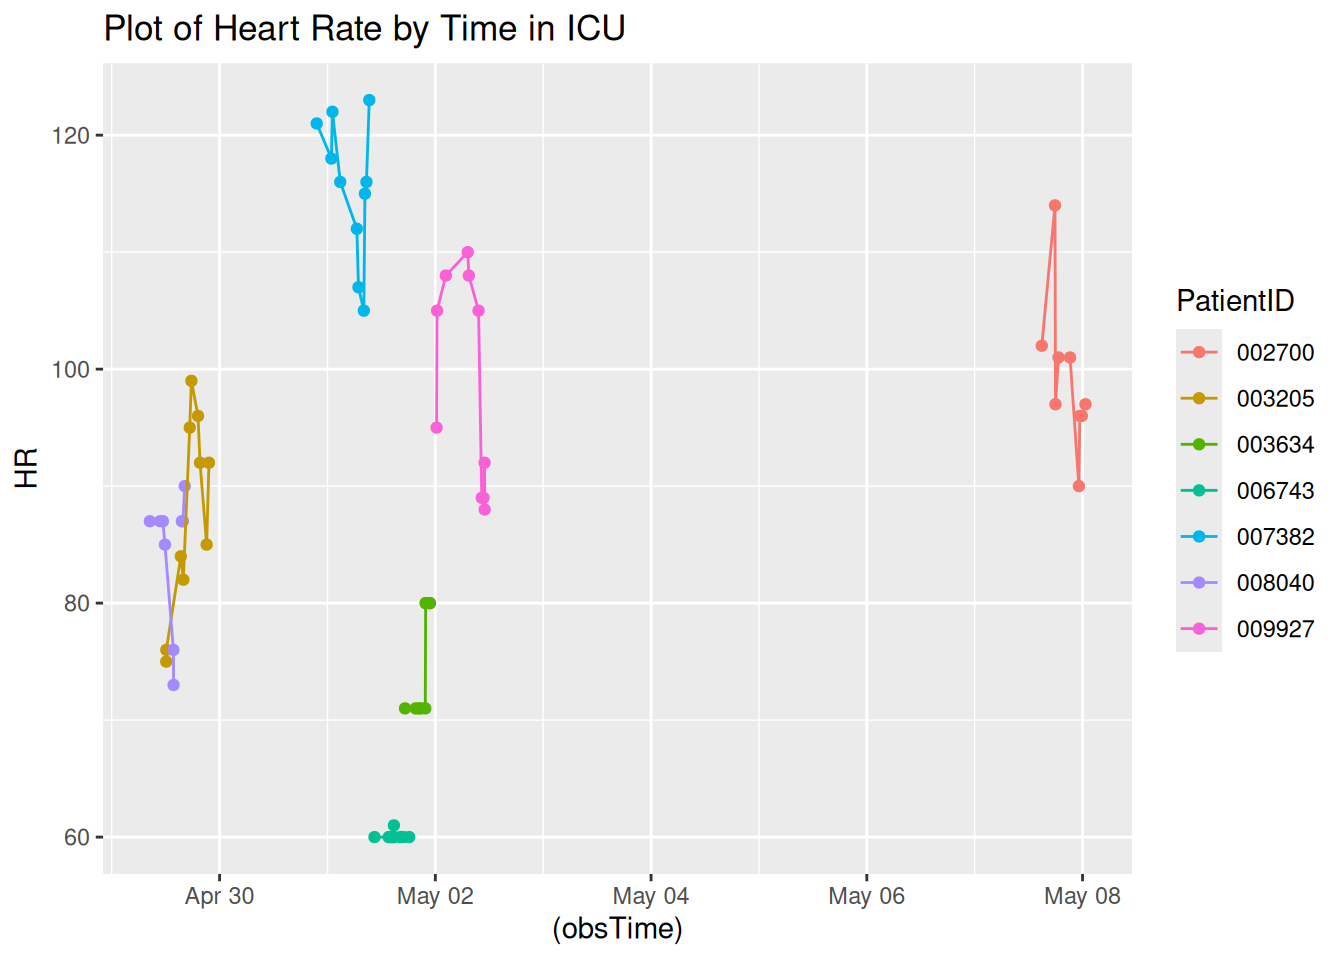 Plot of Heart Rate by Time in ICU
120
100
80
60
HR
Apr 30
May 02
May 04
May 06
May 08
(obsTime)
PatientID
002700
003205
003634
006743
007382
008040
009927